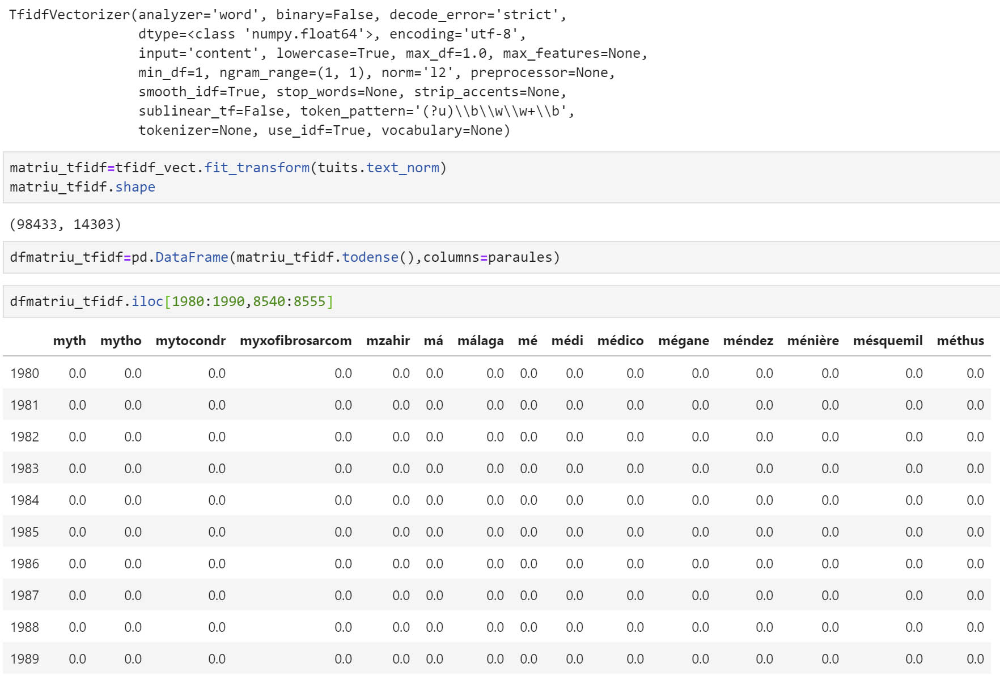 TfidfVectorizer(analyzer='word', binary=False, decode_error='strict',
dtype=<class 'numpy.float64'>, encoding='utf-8',
input='content', lowercase=True, max_df=1.0, max_features=None,
min_df=1, ngram_range=(1, 1), norm='l2', preprocessor=None,
smooth_idf=True, stop_words=None, strip_accents=None,
sublinear_tf=False, token_pattern='(?u)\\b\\w\\w+\\b',
tokenizer=None, use_idf=True, vocabulary=None)
matriu_tfidf=tfidf_vect.fit_transform(tuits.text_norm)
matriu_tfidf.shape
(98433, 14303)
dfmatriu_tfidf=pd.DataFrame(matriu_tfidf.todense(),columns=paraules)
dfmatriu_tfidf.iloc[1980:1990,8540:8555]
myth mytho mytocondr myxofibrosarcom mzahir má málaga mé médi médico mégane méndez ménière mésquemil méthus
1980 0.0 0.0 0.0 0.0 0.0 0.0 0.0 0.0 0.0 0.0 0.0 0.0 0.0 0.0 0.0
1981 0.0 0.0 0.0 0.0 0.0 0.0 0.0 0.0 0.0 0.0 0.0 0.0 0.0 0.0 0.0
1982 0.0 0.0 0.0 0.0 0.0 0.0 0.0 0.0 0.0 0.0 0.0 0.0 0.0 0.0 0.0
1983 0.0 0.0 0.0 0.0 0.0 0.0 0.0 0.0 0.0 0.0 0.0 0.0 0.0 0.0 0.0
1984 0.0 0.0 0.0 0.0 0.0 0.0 0.0 0.0 0.0 0.0 0.0 0.0 0.0 0.0 0.0
1985 0.0 0.0 0.0 0.0 0.0 0.0 0.0 0.0 0.0 0.0 0.0 0.0 0.0 0.0 0.0
1986 0.0 0.0 0.0 0.0 0.0 0.0 0.0 0.0 0.0 0.0 0.0 0.0 0.0 0.0 0.0
1987 0.0 0.0 0.0 0.0 0.0 0.0 0.0 0.0 0.0 0.0 0.0 0.0 0.0 0.0 0.0
1988 0.0 0.0 0.0 0.0 0.0 0.0 0.0 0.0 0.0 0.0 0.0 0.0 0.0 0.0 0.0
1989 0.0 0.0 0.0 0.0 0.0 0.0 0.0 0.0 0.0 0.0 0.0 0.0 0.0 0.0 0.0